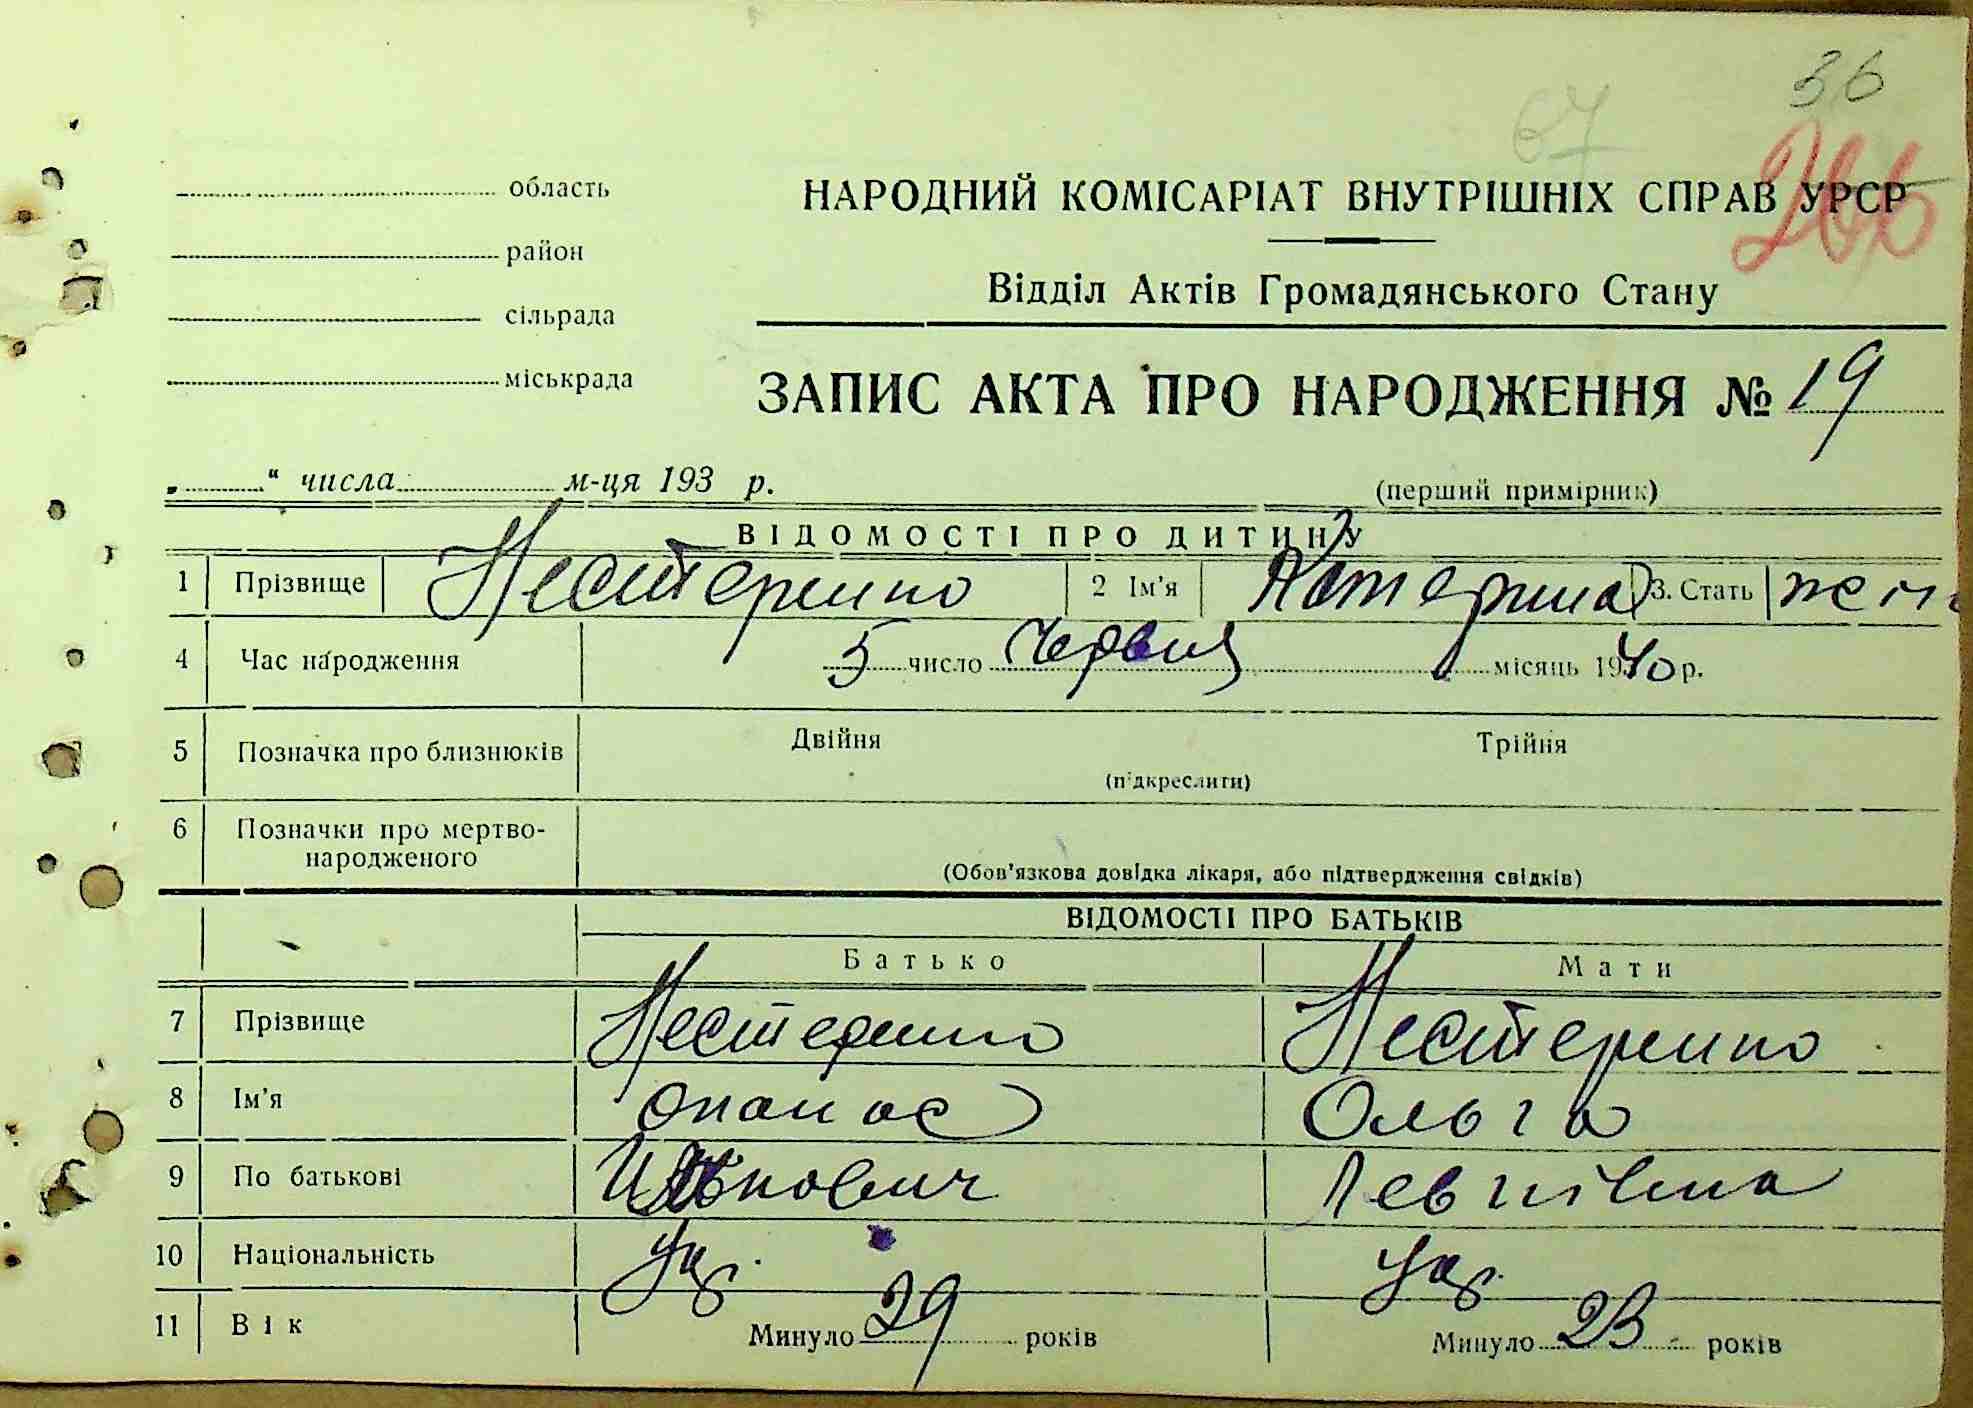 36
67
266
область
район
сільрада
міськрада
НАРОДНИЙ КОМІСАРІАТ ВНУТРІШНІХ СПРАВ УРСР
Відділ Актів Громадянського Стану
ЗАПИС АКТА ПРО НАРОДЖЕННЯ № 19
„ “ числа м-ця 193 р.
(перший примірник)
ВІДОМОСТІ ПРО ДИТИНУ
1 Прізвище Нестеренко 2 Ім'я Катерина 3. Стать жен
4 Час народження 5 число Червня місяць 1940 р.
5 Позначка про близнюків Двійня Трійня
(підкреслити)
6 Позначки про мертво-
народженого
(Обов'язкова довідка лікаря, або підтвердження свідків)
ВІДОМОСТІ ПРО БАТЬКІВ
Батько Мати
7 Прізвище Нестеренко Нестеренко
8 Ім'я Опанас Ольга
9 По батькові Ількович
10 Національність Укр. Укр.
11 Вік Минуло 29 років Минуло 23 років